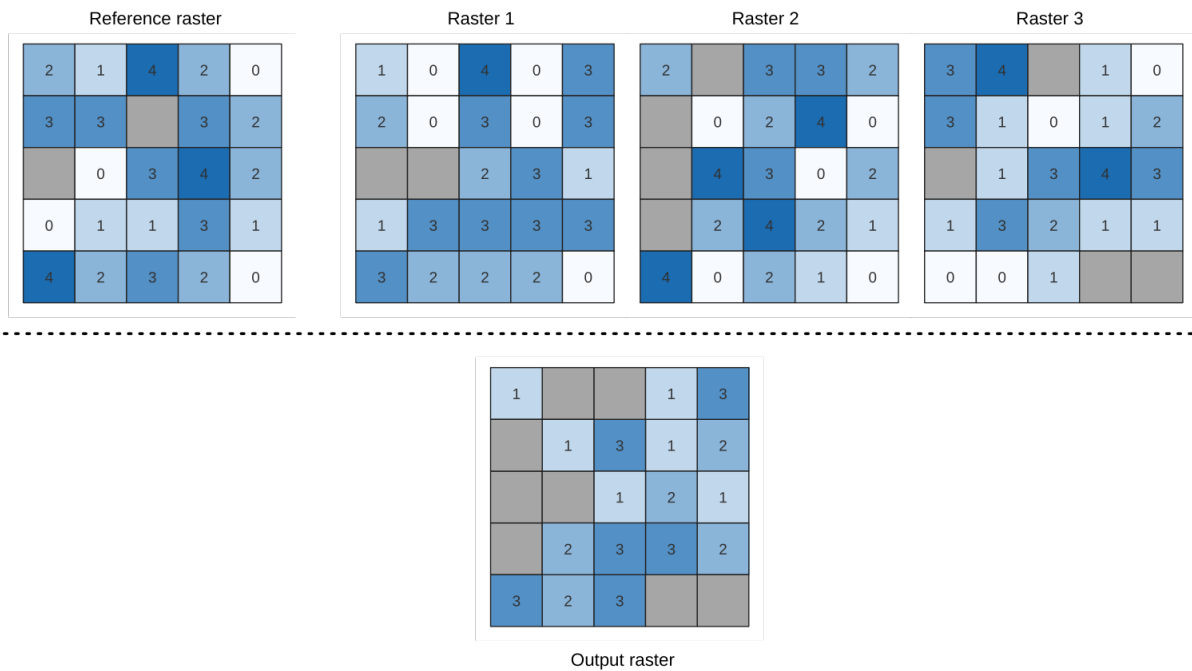 Reference raster Raster 1 Raster 2 Raster 3
2 1 4 2 0 1 0 4 0 3 2 3 3 2 3 4 1 0
3 3 3 2 2 0 3 0 3 0 2 4 0 3 1 0 1 2
0 3 4 2 2 3 1 4 3 0 2 1 3 4 3
0 1 1 3 1 1 3 3 3 3 2 4 2 1 1 3 2 1 1
4 2 3 2 0 3 2 2 2 0 4 0 2 1 0 0 0 1
1 1 3
1 3 1 2
1 2 1
2 3 3 2
3 2 3
Output raster